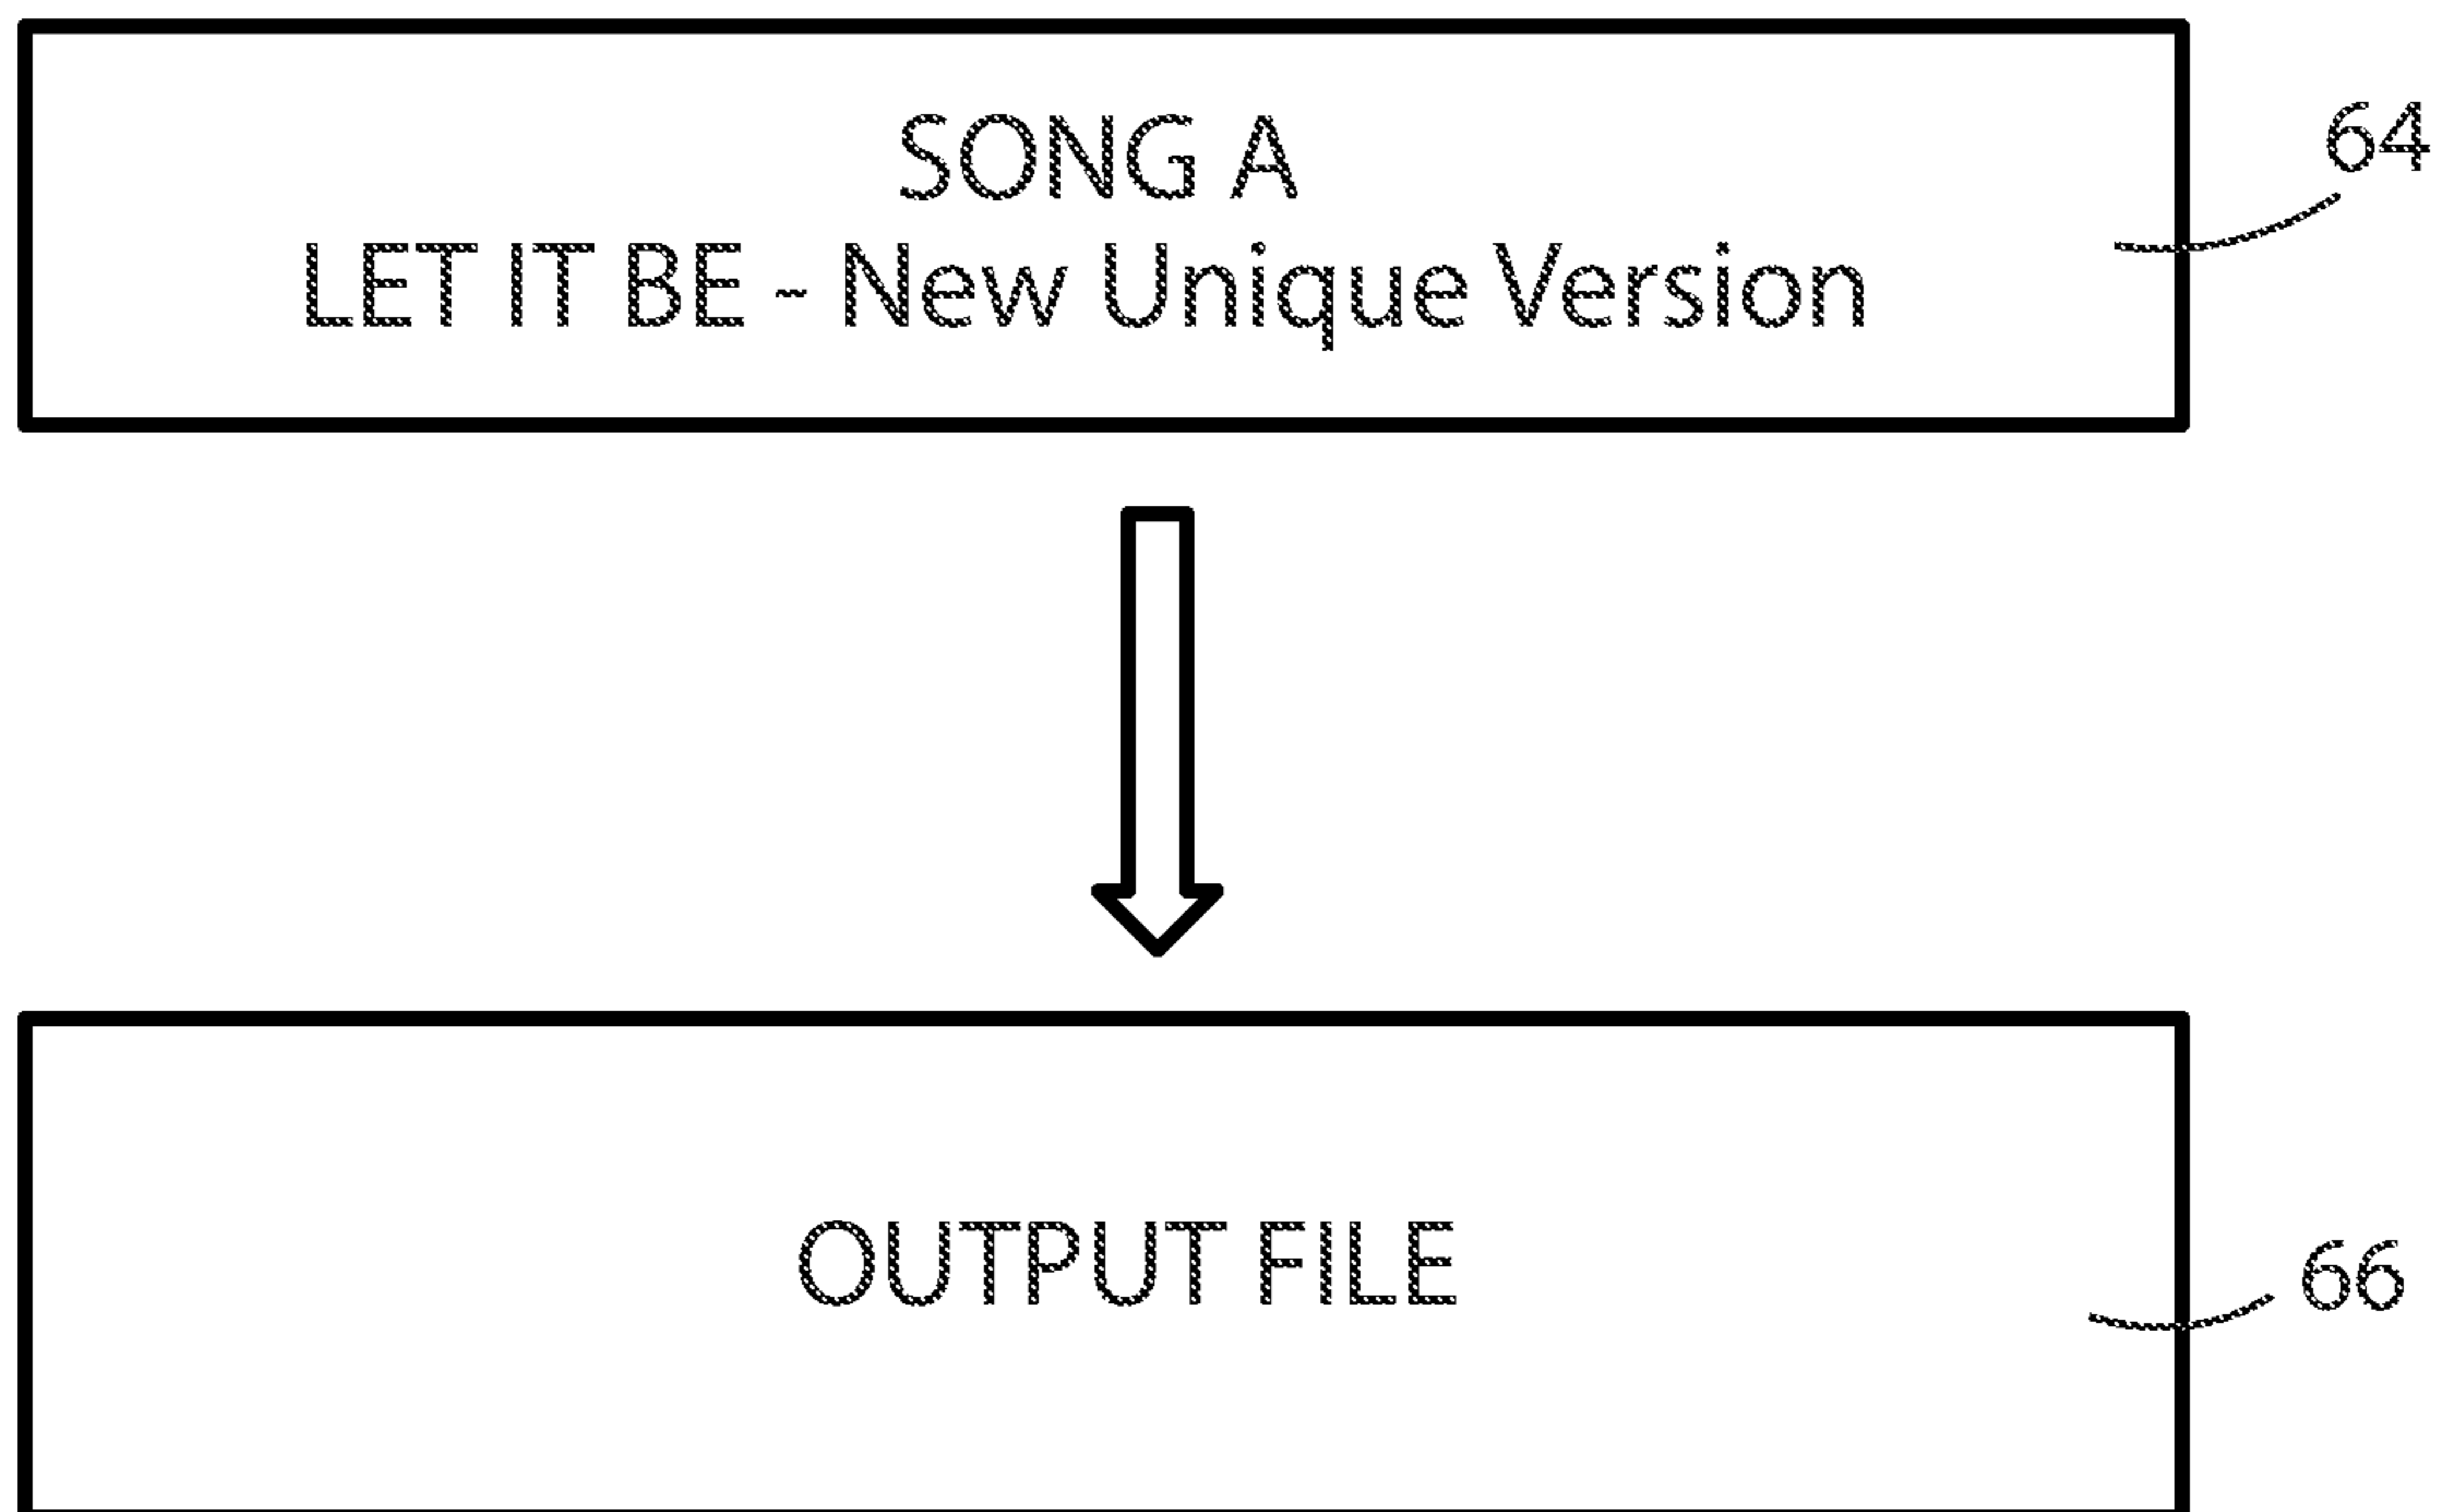 SONG A
LET IT BE - New Unique Version
64
OUTPUT FILE
66